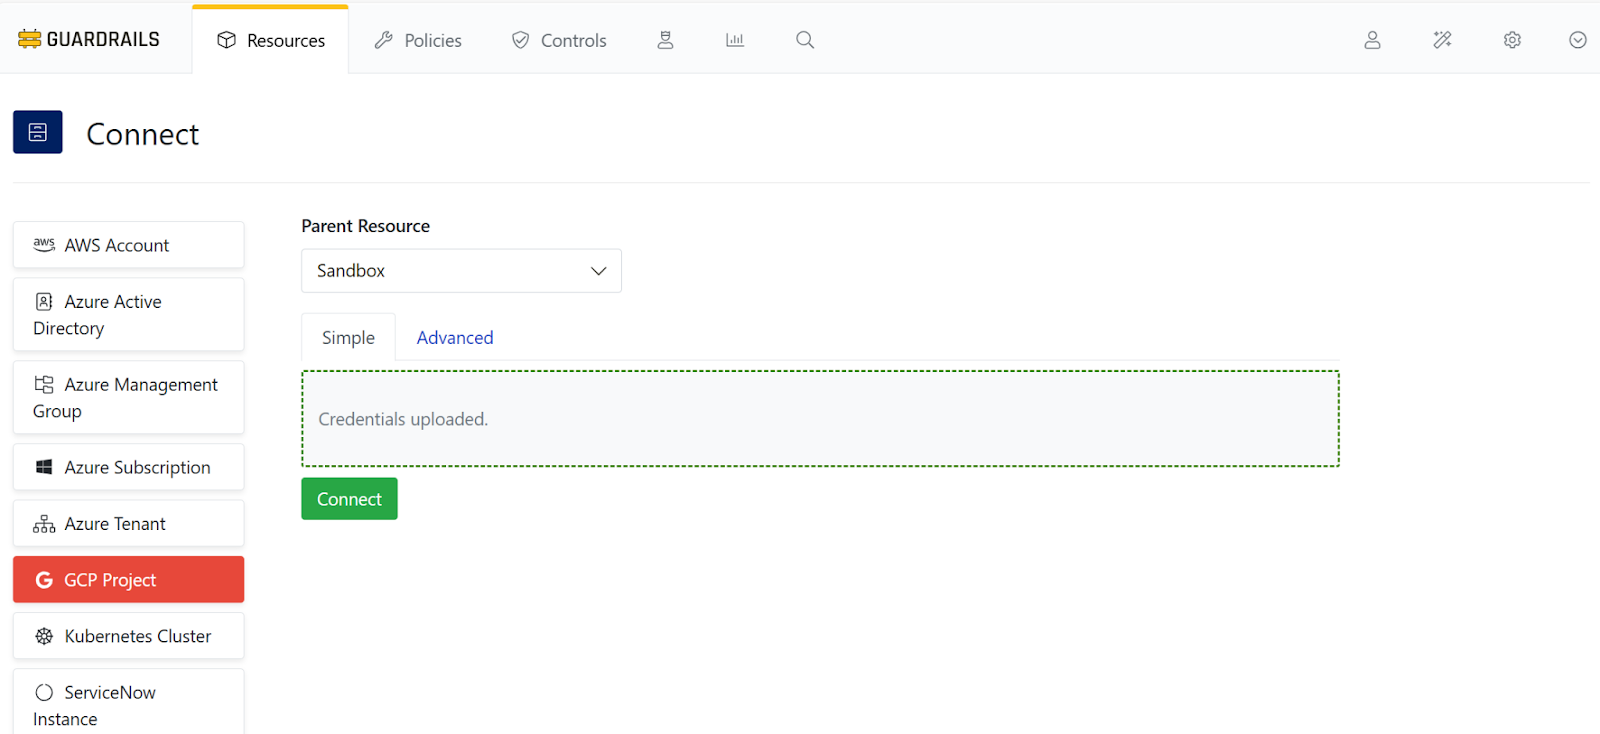 GUARDRAILS
Resources
Policies
Controls
Connect
aws AWS Account
Azure Active
Directory
Azure Management
Group
Azure Subscription
Azure Tenant
G GCP Project
Kubernetes Cluster
ServiceNow
Instance
Parent Resource
Sandbox
Simple
Advanced
Credentials uploaded.
Connect